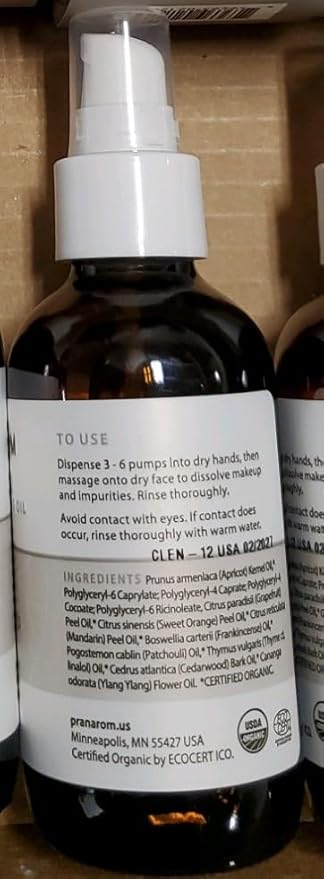 TO USE
Dispense 3 - 6 pumps into dry hands, then
massage onto dry face to dissolve makeup
and impurities. Rinse thoroughly.
Avoid contact with eyes. If contact does
occur, rinse thoroughly with warm water.
CLEN - 12 USA 02/2027
INGREDIENTS Prunus armeniaca (Apricot) Kernel Oil,*
Polyglyceryl-6 Caprylate; Polyglyceryl-4 Caprate; Polyglyceryl-4
Cocoate; Polyglyceryl-6 Ricinoleate, Citrus paradisi (Grapefruit)
Peel Oil,* Citrus sinensis (Sweet Orange) Peel Oil,* Citrus reticulata
(Mandarin) Peel Oil,* Boswellia carterii (Frankincense) Oil,*
Pogostemon cablin (Patchouli) Oil,* Thymus vulgaris (Thyme ct.
linalol) Oil,* Cedrus atlantica (Cedarwood) Bark Oil,* Cananga
odorata (Ylang Ylang) Flower Oil. *CERTIFIED ORGANIC
pranarom.us
Minneapolis, MN 55427 USA
Certified Organic by ECOCERT ICO.
USDA
ORGANIC
M
OIL